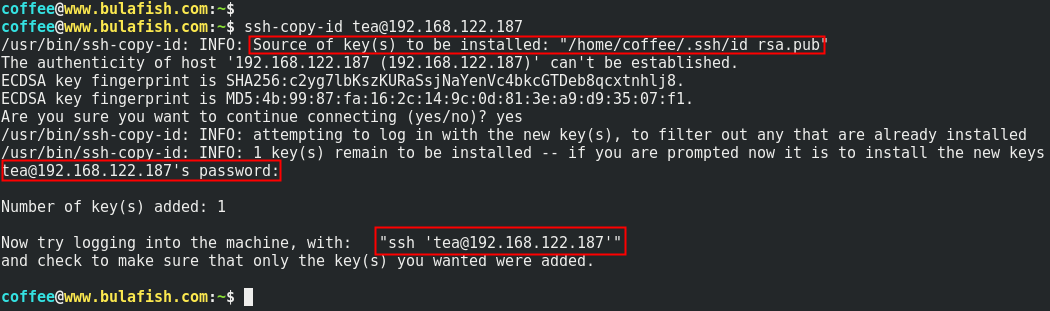 coffee@www.bulafish.com:~$
coffee@www.bulafish.com:~$ ssh-copy-id tea@192.168.122.187
/usr/bin/ssh-copy-id: INFO: Source of key(s) to be installed: "/home/coffee/.ssh/id_rsa.pub"
The authenticity of host '192.168.122.187 (192.168.122.187)' can't be established.
ECDSA key fingerprint is SHA256:c2yg7lbKszKURaSsjNaYenVc4bkcGTDeb8qcxtnhlj8.
ECDSA key fingerprint is MD5:4b:99:87:fa:16:2c:14:9c:0d:81:3e:a9:d9:35:07:f1.
Are you sure you want to continue connecting (yes/no)? yes
/usr/bin/ssh-copy-id: INFO: attempting to log in with the new key(s), to filter out any that are already installed
/usr/bin/ssh-copy-id: INFO: 1 key(s) remain to be installed -- if you are prompted now it is to install the new keys
tea@192.168.122.187's password:
Number of key(s) added: 1
Now try logging into the machine, with:   "ssh 'tea@192.168.122.187'"
and check to make sure that only the key(s) you wanted were added.
coffee@www.bulafish.com:~$